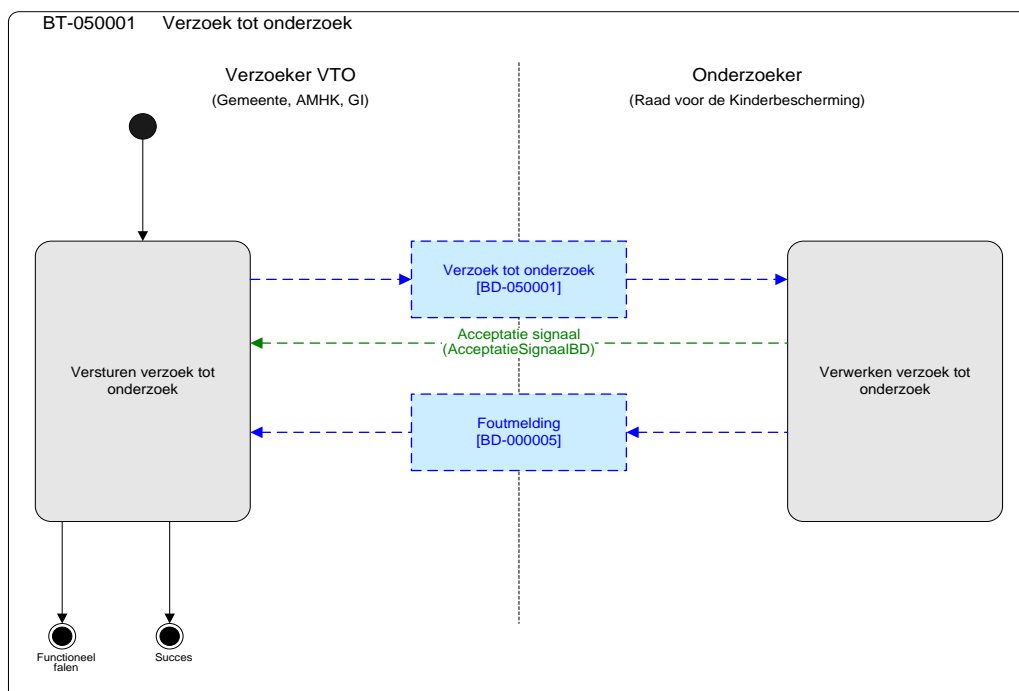 BT-050001 Verzoek tot onderzoek
Verzoeker VTO
(Gemeente, AMHK, GI)
Onderzoeker
(Raad voor de Kinderbescherming)
Verzoek tot onderzoek
[BD-050001]
Acceptatie signaal
(AcceptatieSignaalBD)
Versturen verzoek tot
onderzoek
Verwerken verzoek tot
onderzoek
Foutmelding
[BD-000005]
Functioneel
falen
Succes